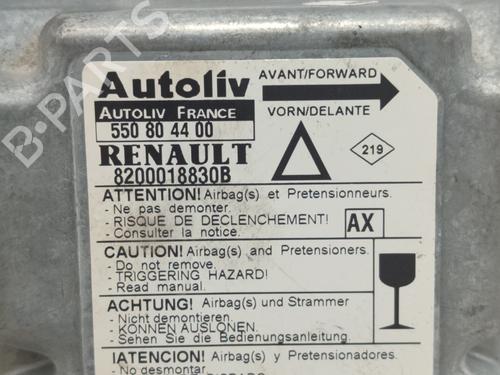 Autoliv
AVANT/FORWARD
AUTOLIV FRANCE
VORN/DELANTE
550 80 44 00
RENAULT
219
8200018830B
ATTENTION! Airbag(s) et Pretensionneurs.
- Ne pas demonter.
- RISQUE DE DECLENCHEMENT!
- Consulter la notice.
AX
CAUTION! Airbag(s) and Pretensioners.
- Do not remove.
- TRIGGERING HAZARD!
- Read manual.
ACHTUNG! Airbag(s) und Strammer
- Nicht demontieren.
- KONNEN AUSLONEN.
- Sehen Sie die Bedienungsanleitung.
!ATENCION! Airbag(s) y Pretensionadores.
- No desmontar.
B-PARTS